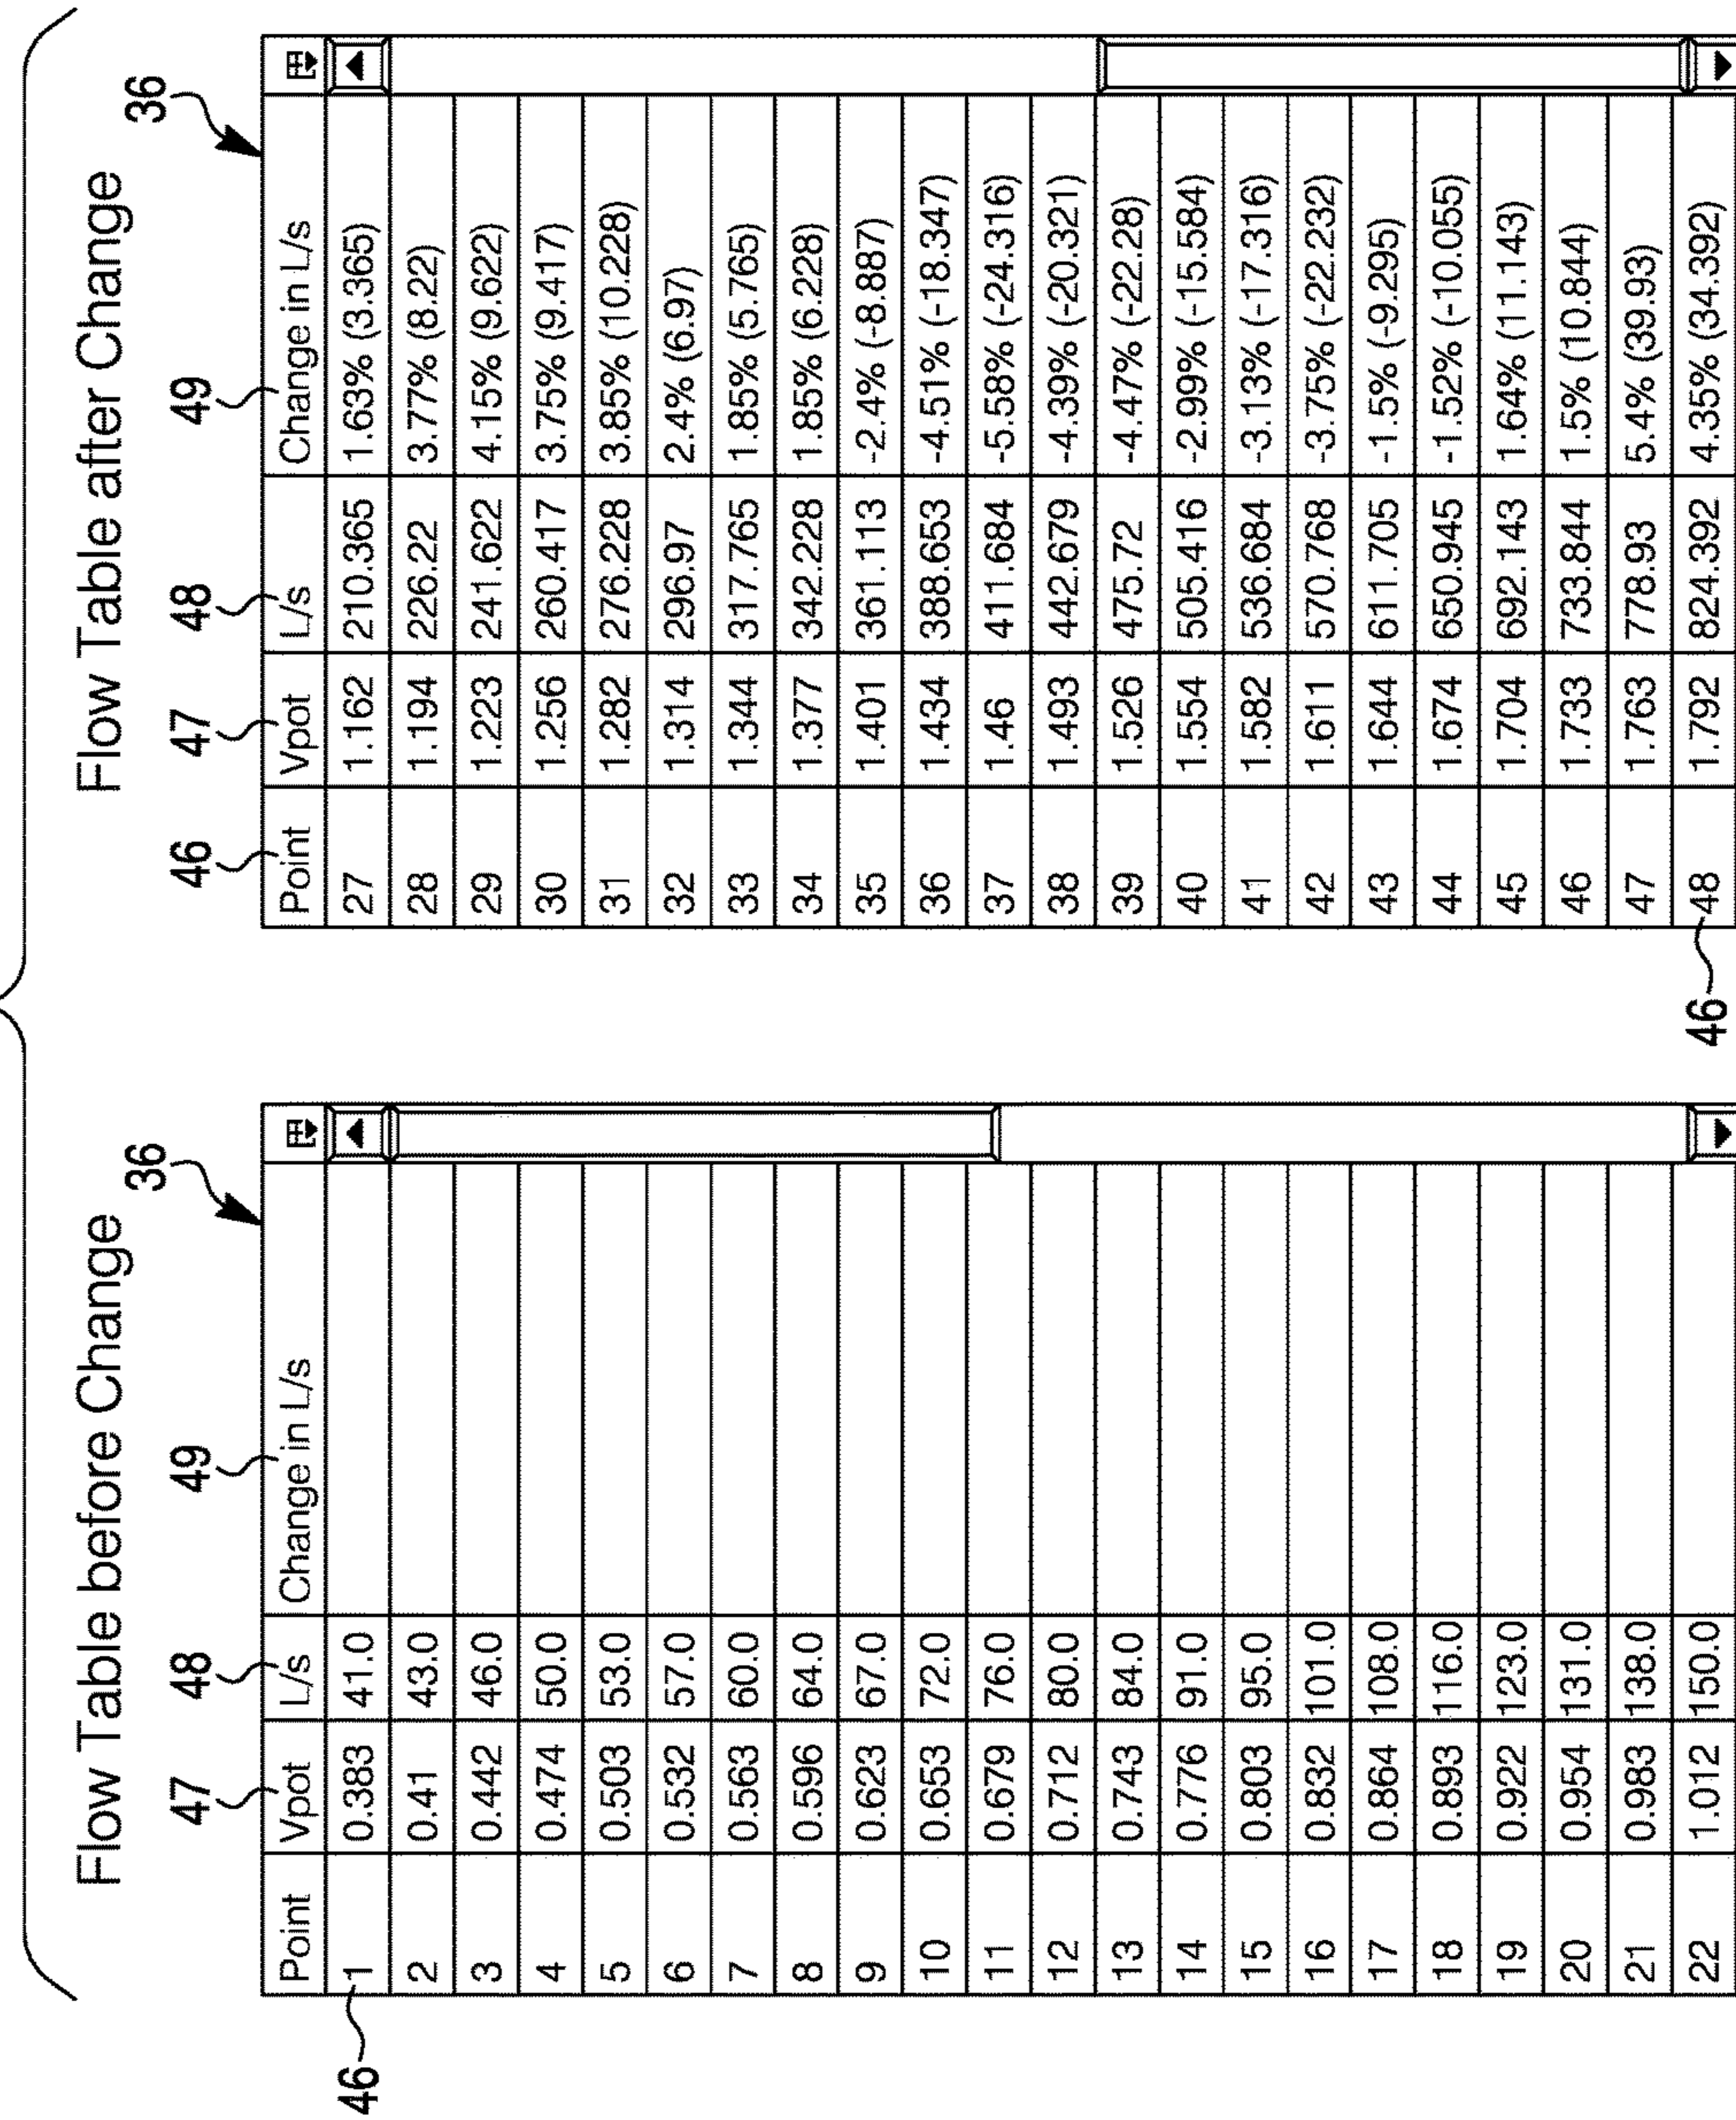 Flow Table before Change
36
47 48 49
Point Vpot L/s Change in L/s
46
1 0.383 41.0
2 0.41 43.0
3 0.442 46.0
4 0.474 50.0
5 0.503 53.0
6 0.532 57.0
7 0.563 60.0
8 0.596 64.0
9 0.623 67.0
10 0.653 72.0
11 0.679 76.0
12 0.712 80.0
13 0.743 84.0
14 0.776 91.0
15 0.803 95.0
16 0.832 101.0
17 0.864 108.0
18 0.893 116.0
19 0.922 123.0
20 0.954 131.0
21 0.983 138.0
22 1.012 150.0
Flow Table after Change
36
46 47 48 49
Point Vpot L/s Change in L/s
27 1.162 210.365 1.63% (3.365)
28 1.194 226.22 3.77% (8.22)
29 1.223 241.622 4.15% (9.622)
30 1.256 260.417 3.75% (9.417)
31 1.282 276.228 3.85% (10.228)
32 1.314 296.97 2.4% (6.97)
33 1.344 317.765 1.85% (5.765)
34 1.377 342.228 1.85% (6.228)
35 1.401 361.113 -2.4% (-8.887)
36 1.434 388.653 -4.51% (-18.347)
37 1.46 411.684 -5.58% (-24.316)
38 1.493 442.679 -4.39% (-20.321)
39 1.526 475.72 -4.47% (-22.28)
40 1.554 505.416 -2.99% (-15.584)
41 1.582 536.684 -3.13% (-17.316)
42 1.611 570.768 -3.75% (-22.232)
43 1.644 611.705 -1.5% (-9.295)
44 1.674 650.945 -1.52% (-10.055)
45 1.704 692.143 1.64% (11.143)
46 1.733 733.844 1.5% (10.844)
47 1.763 778.93 5.4% (39.93)
48 1.792 824.392 4.35% (34.392)
46